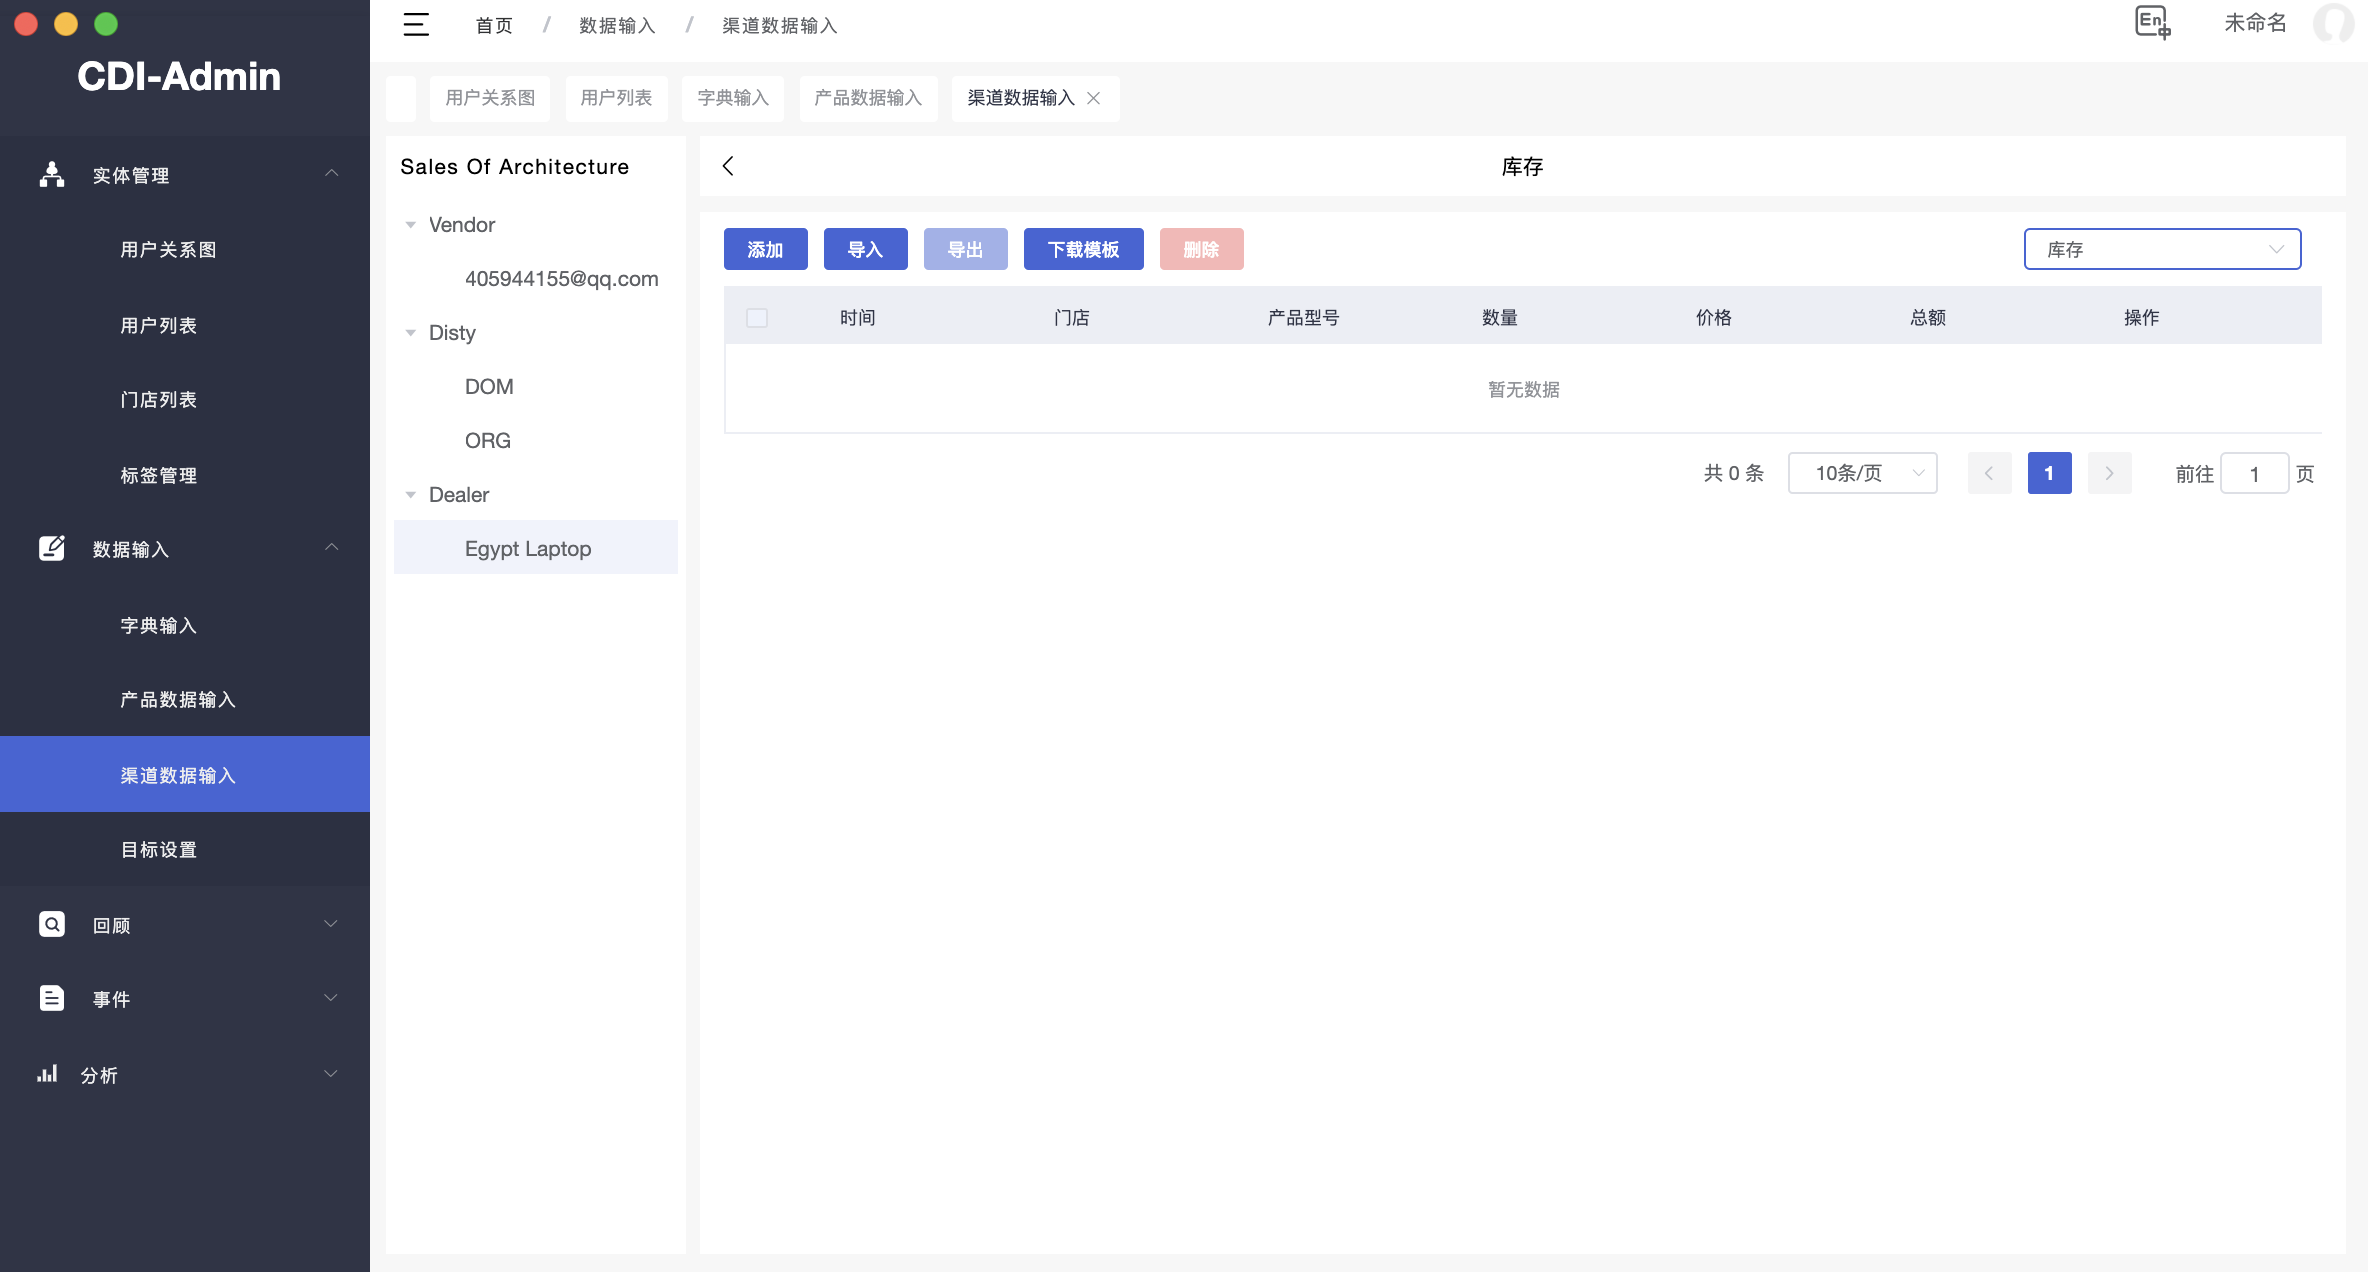 CDI-Admin
实体管理
用户关系图
用户列表
门店列表
标签管理
数据输入
字典输入
产品数据输入
渠道数据输入
目标设置
回顾
事件
分析
首页 / 数据输入 / 渠道数据输入
En 中
未命名
用户关系图 用户列表 字典输入 产品数据输入 渠道数据输入
Sales Of Architecture
Vendor
405944155@qq.com
Disty
DOM
ORG
Dealer
Egypt Laptop
库存
添加 导入 导出 下载模板 删除
库存
时间 门店 产品型号 数量 价格 总额 操作
暂无数据
共 0 条 10条/页 1 前往 1 页